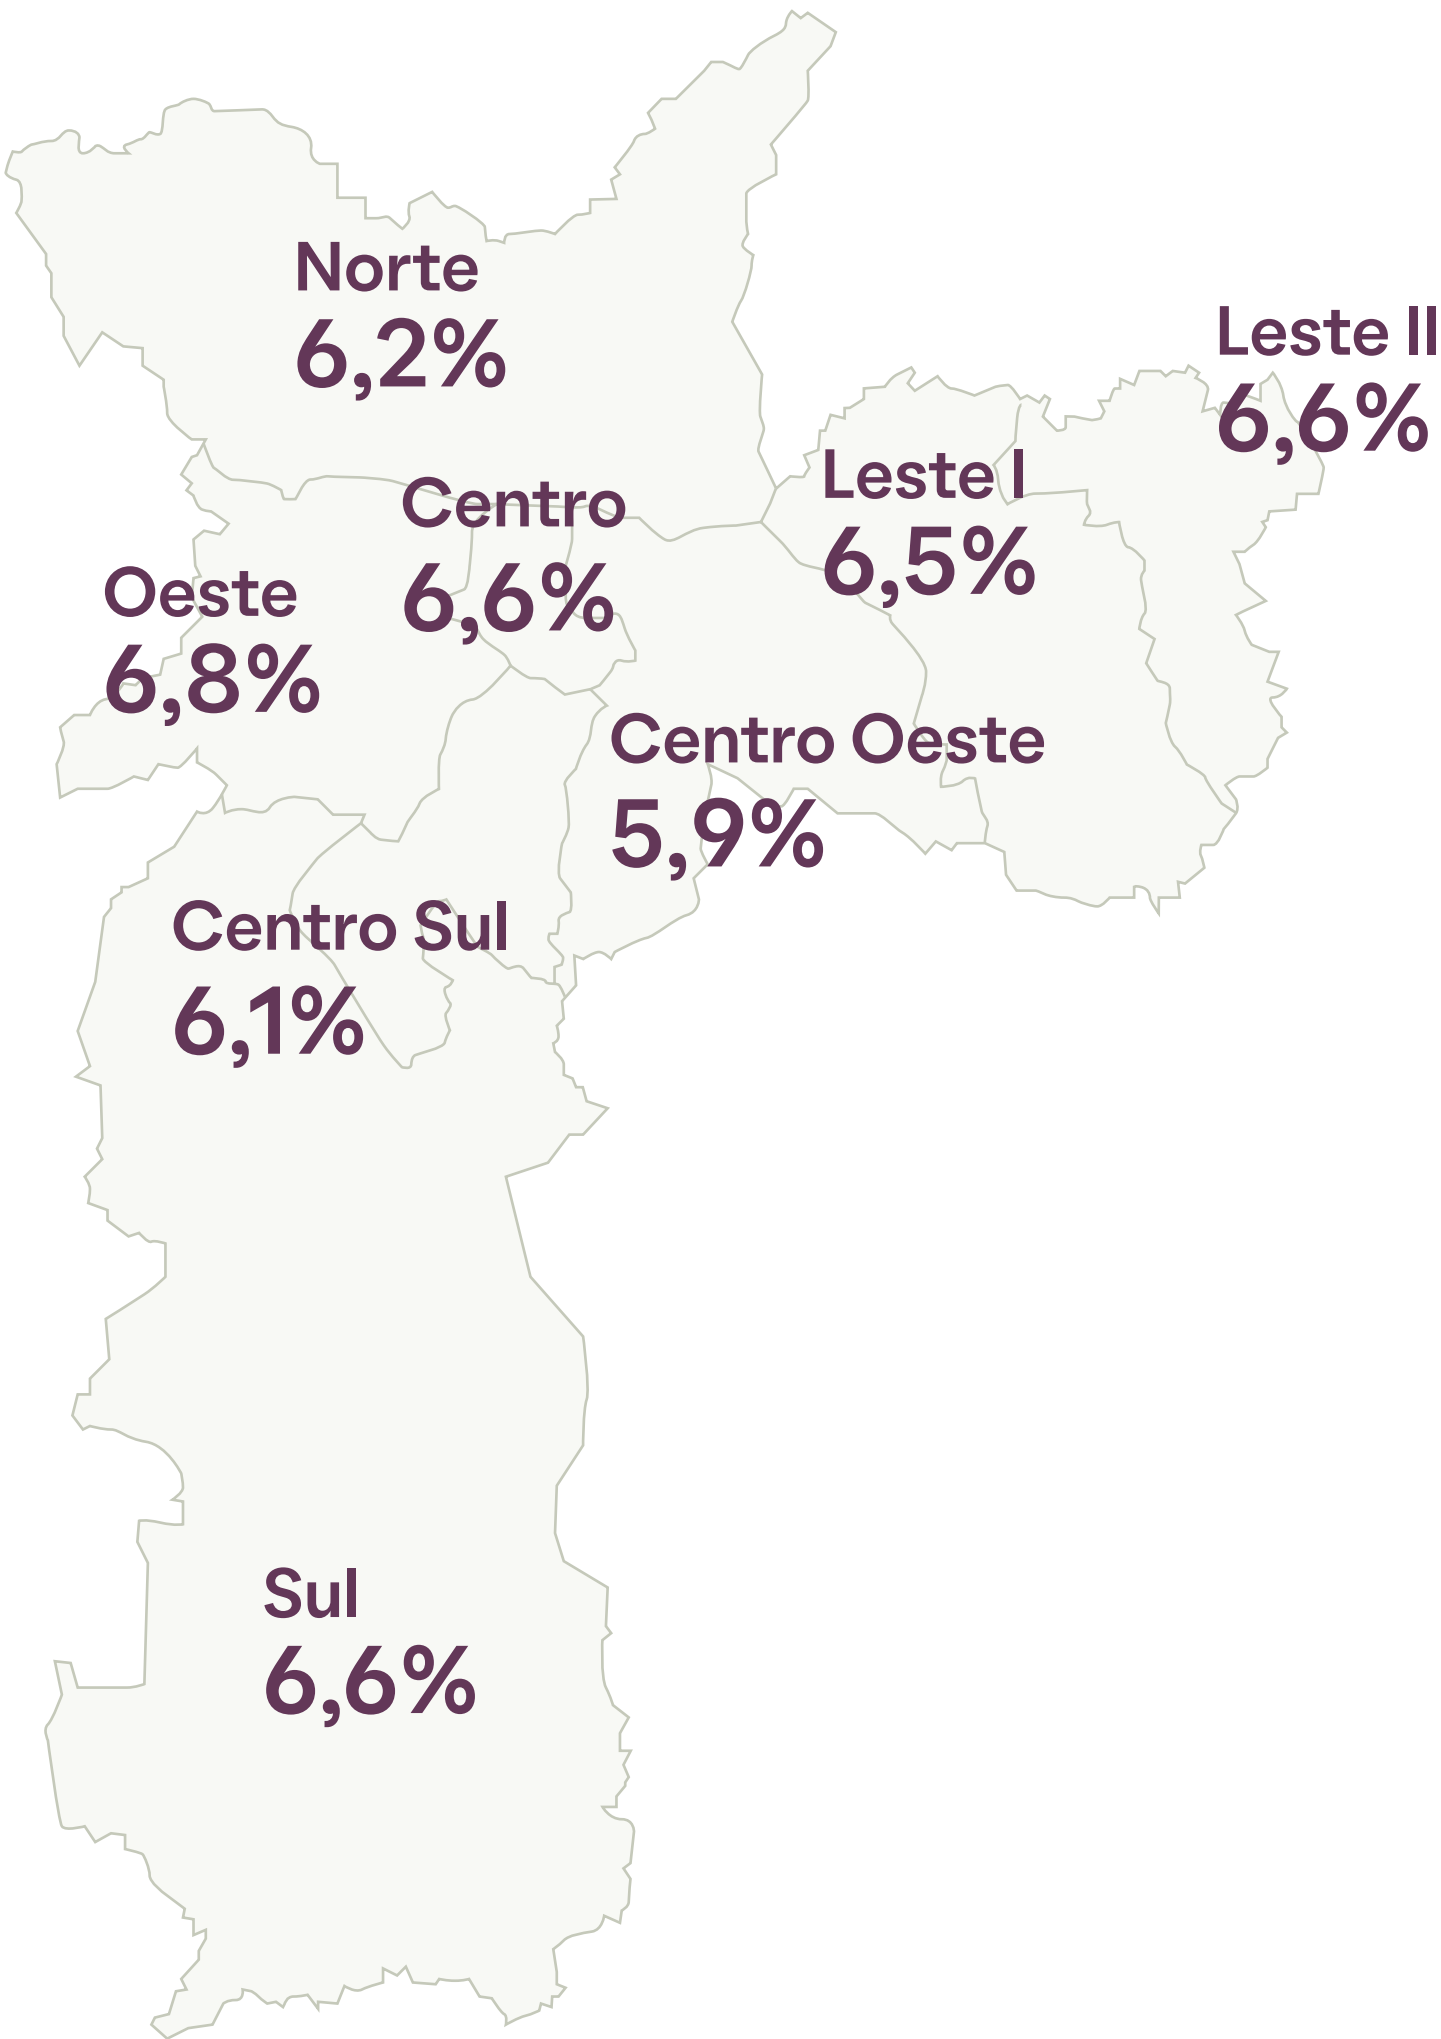 Norte
6,2%
Leste II
6,6%
Leste I
6,5%
Centro
6,6%
Oeste
6,8%
Centro Oeste
5,9%
Centro Sul
6,1%
Sul
6,6%